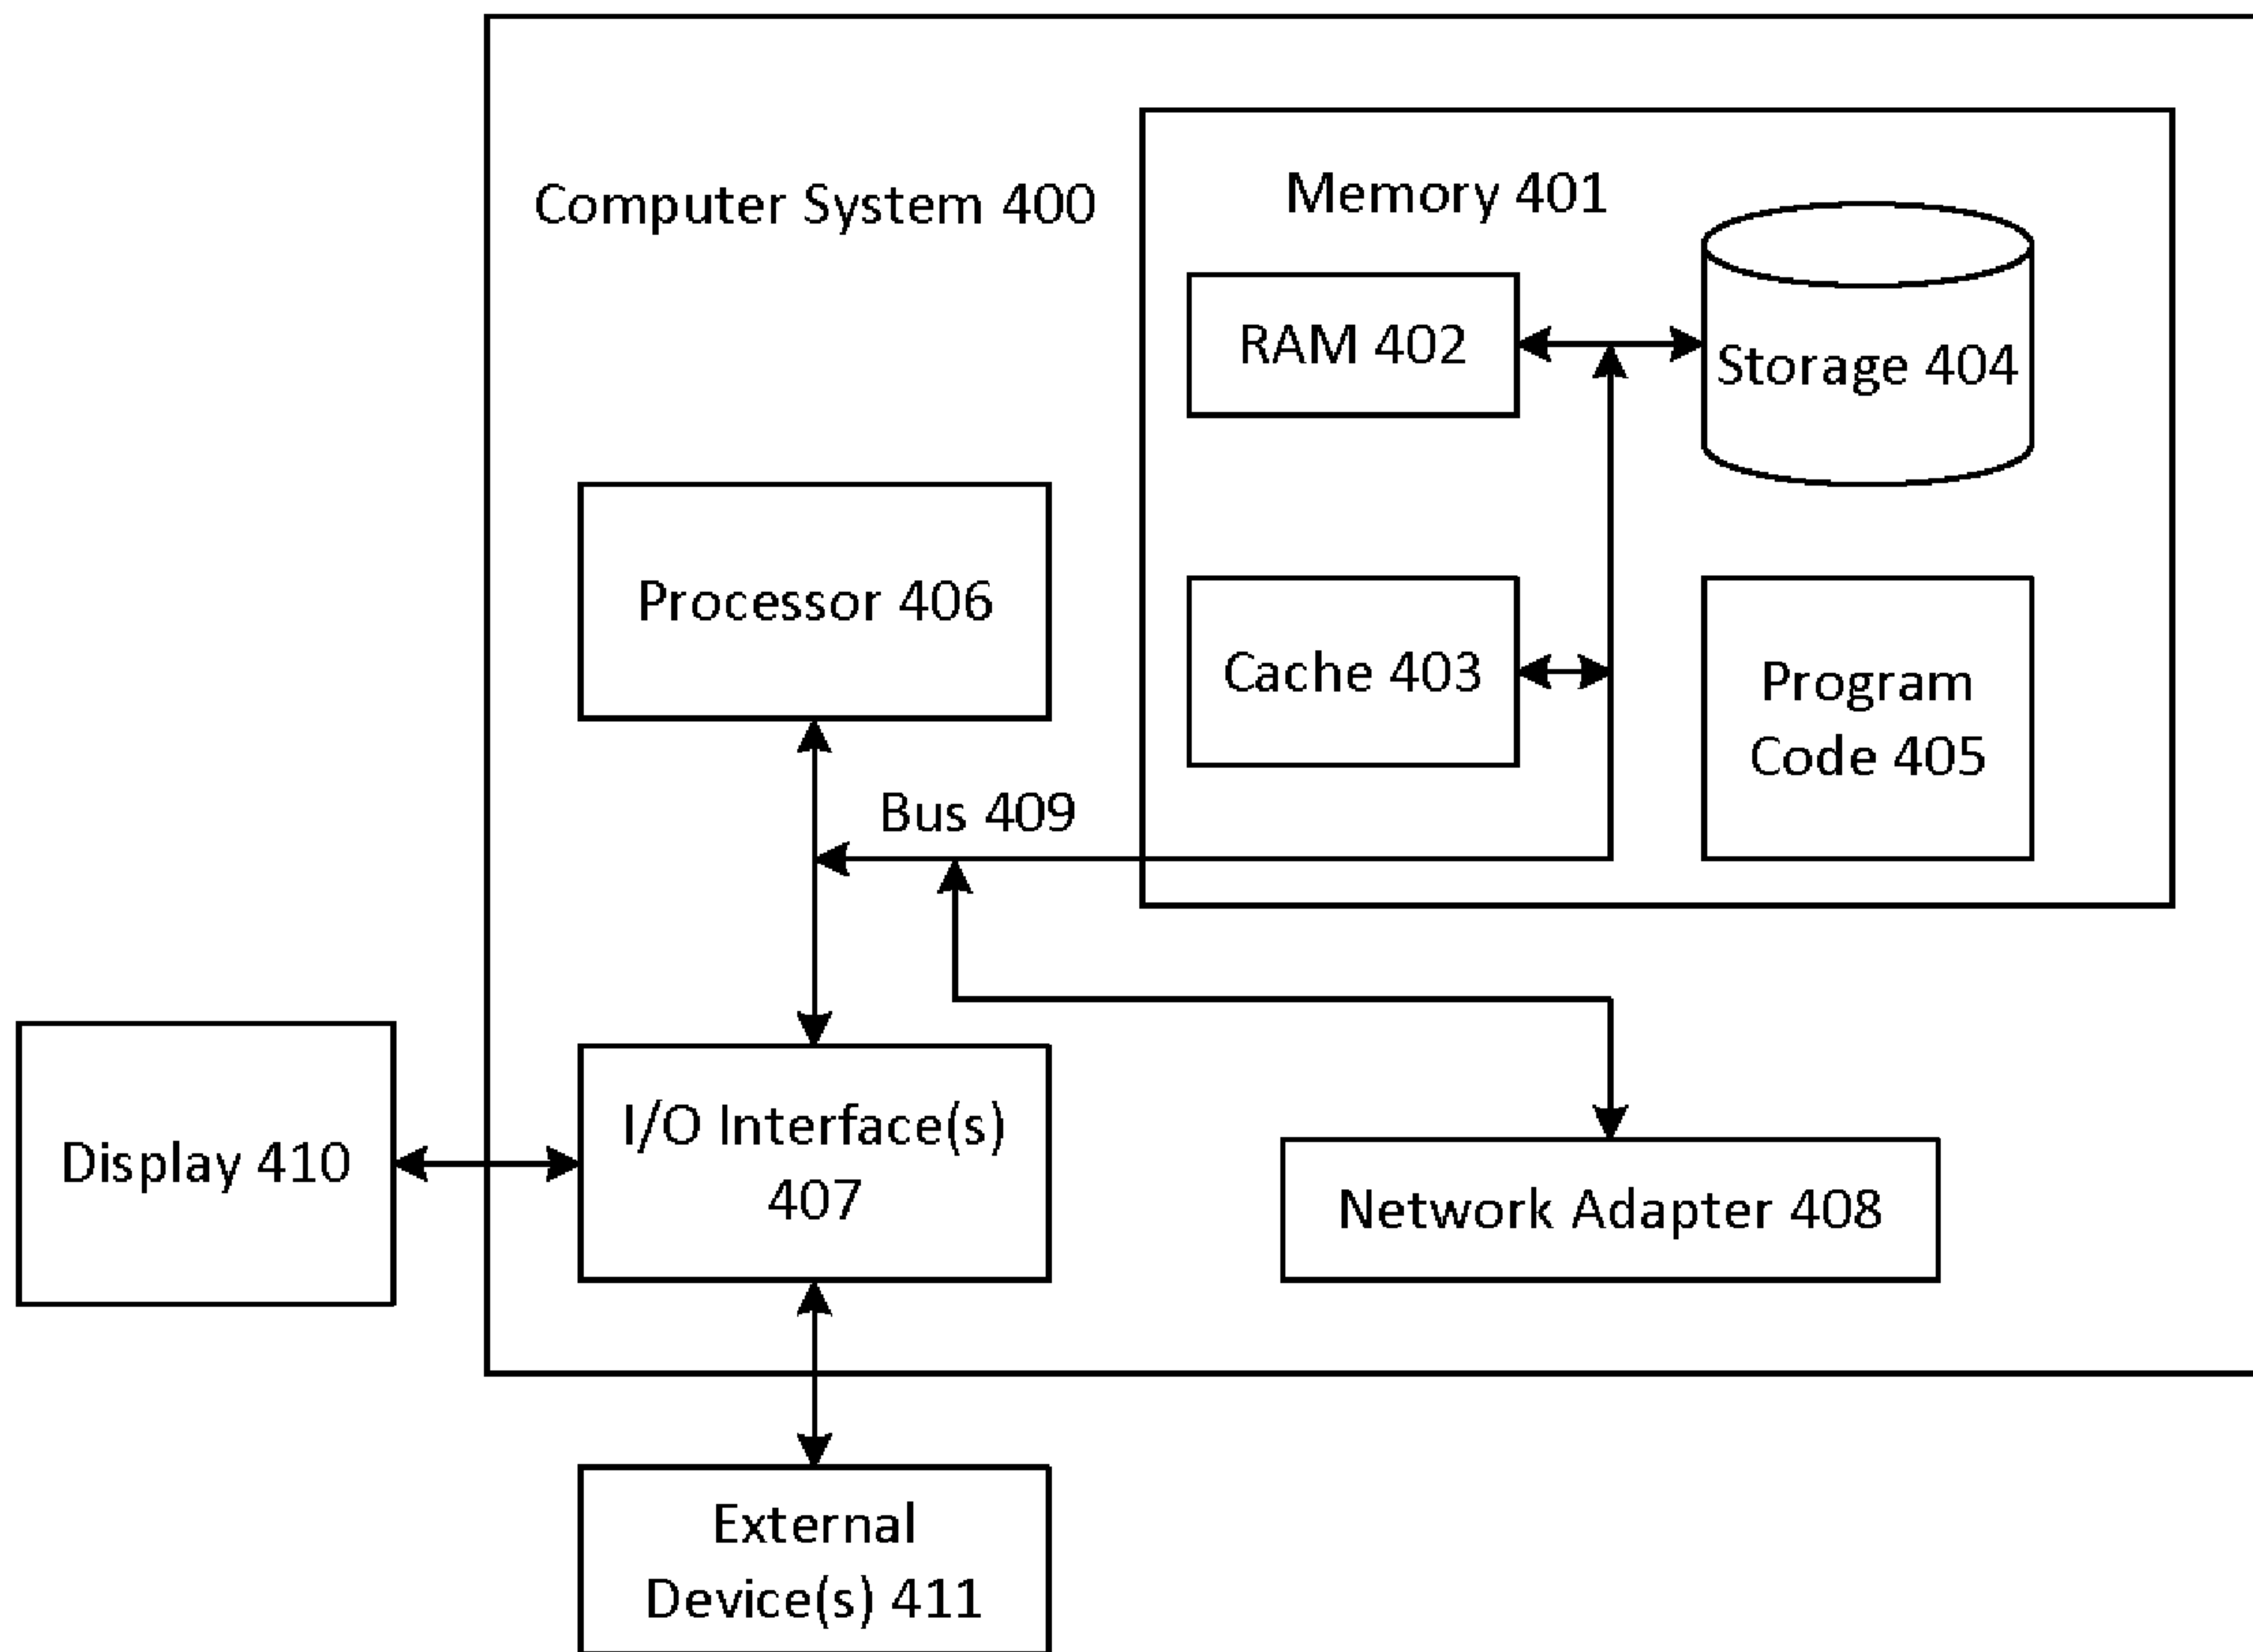 Computer System 400
Memory 401
RAM 402
Storage 404
Processor 406
Cache 403
Program
Code 405
Bus 409
Display 410
I/O Interface(s)
407
Network Adapter 408
External
Device(s) 411